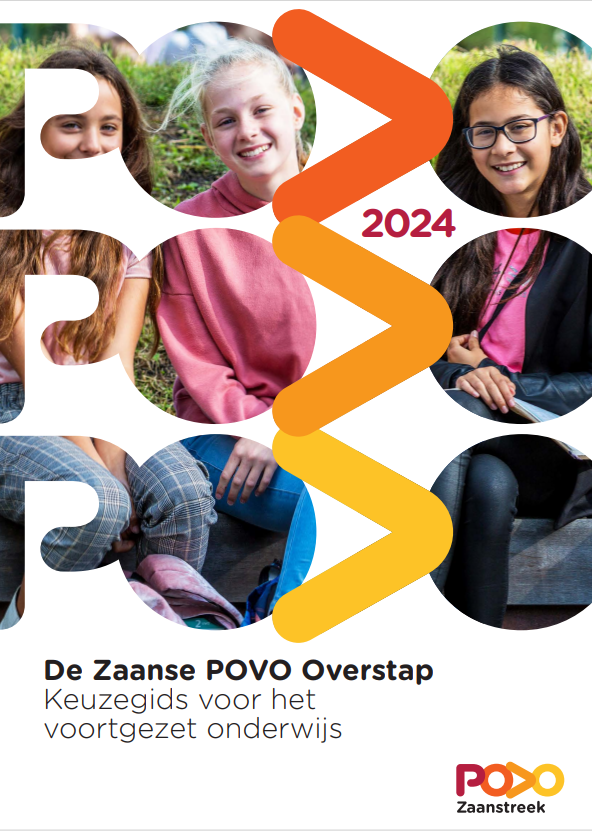 2024
De Zaanse POVO Overstap
Keuzegids voor het
voortgezet onderwijs
POVO
Zaanstreek